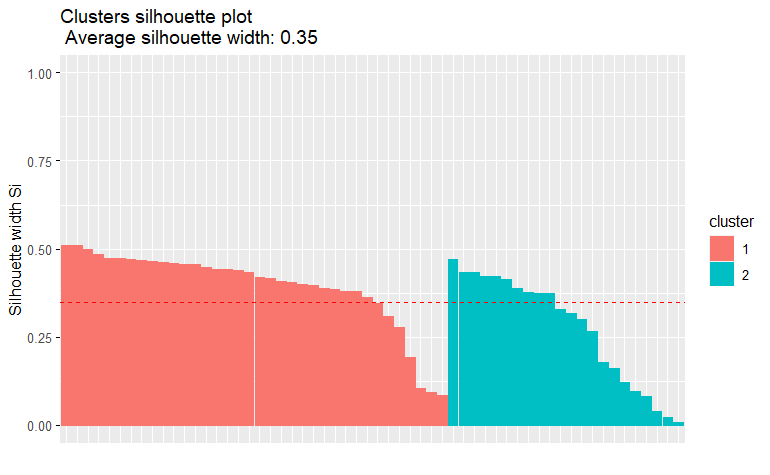 Clusters silhouette plot
Average silhouette width: 0.35
1.00
0.75
0.50
0.25
0.00
Silhouette width Si
cluster
1
2